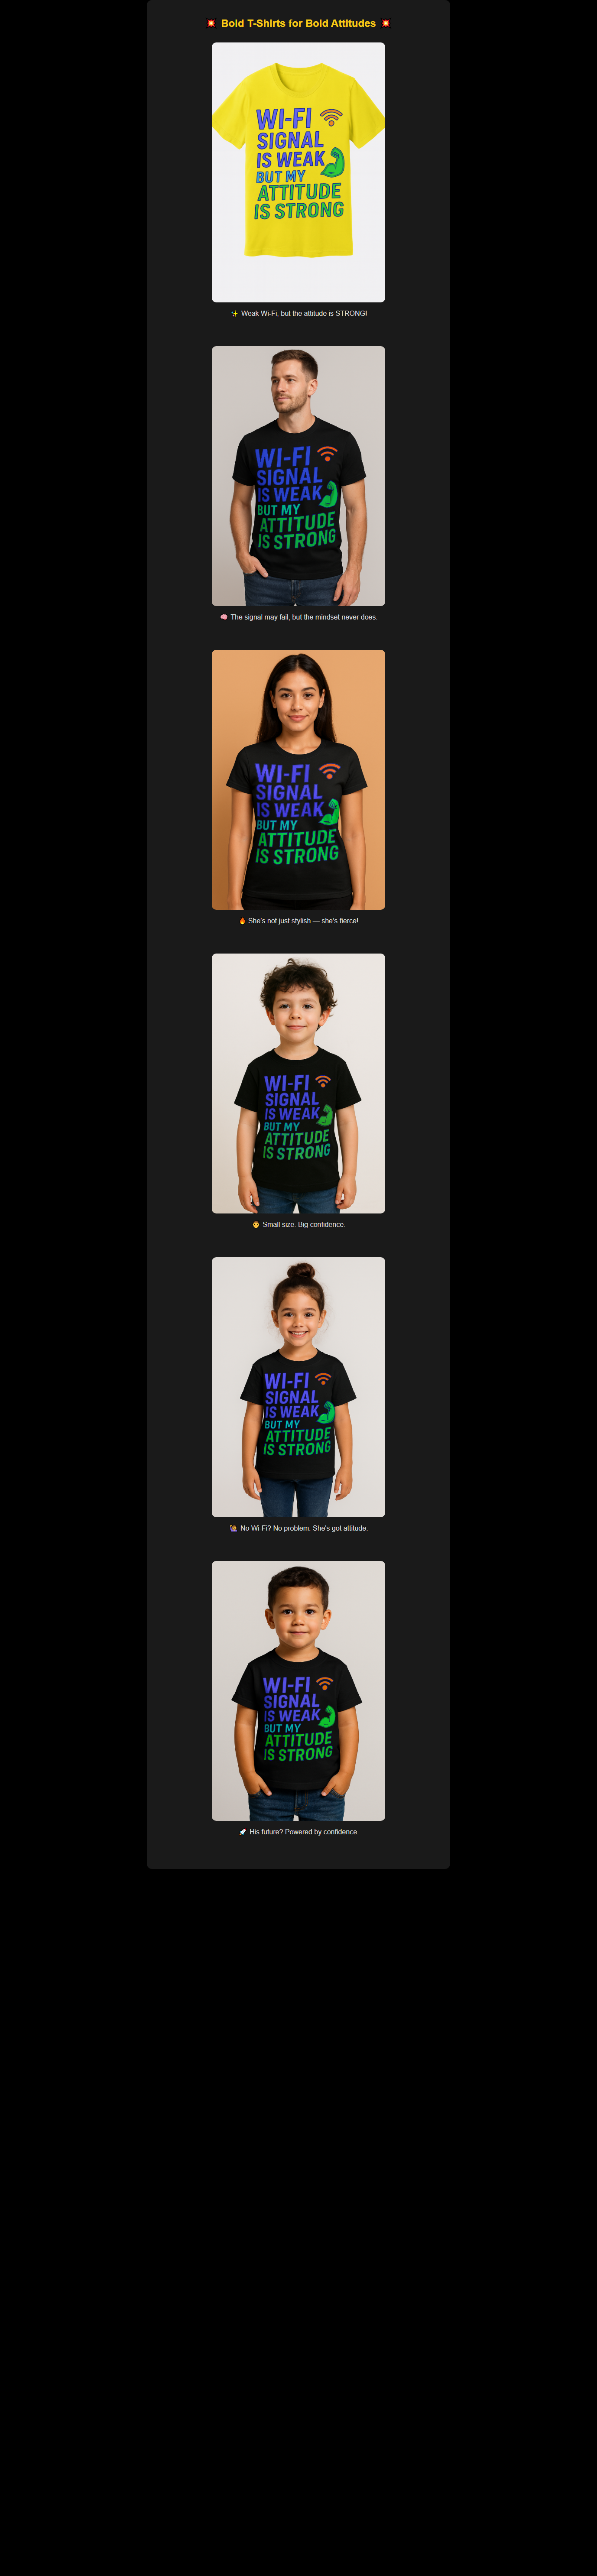 💥 Bold T-Shirts for Bold Attitudes 💥
WI-FI
SIGNAL
IS WEAK
BUT MY
ATTITUDE
IS STRONG
✨ Weak Wi-Fi, but the attitude is STRONG!
WI-FI
SIGNAL
IS WEAK
BUT MY
ATTITUDE
IS STRONG
🧠 The signal may fail, but the mindset never does.
WI-FI
SIGNAL
IS WEAK
BUT MY
ATTITUDE
IS STRONG
🔥 She's not just stylish — she's fierce!
WI-FI
SIGNAL
IS WEAK
BUT MY
ATTITUDE
IS STRONG
👦 Small size. Big confidence.
WI-FI
SIGNAL
IS WEAK
BUT MY
ATTITUDE
IS STRONG
🙋‍♀️ No Wi-Fi? No problem. She's got attitude.
WI-FI
SIGNAL
IS WEAK
BUT MY
ATTITUDE
IS STRONG
🚀 His future? Powered by confidence.